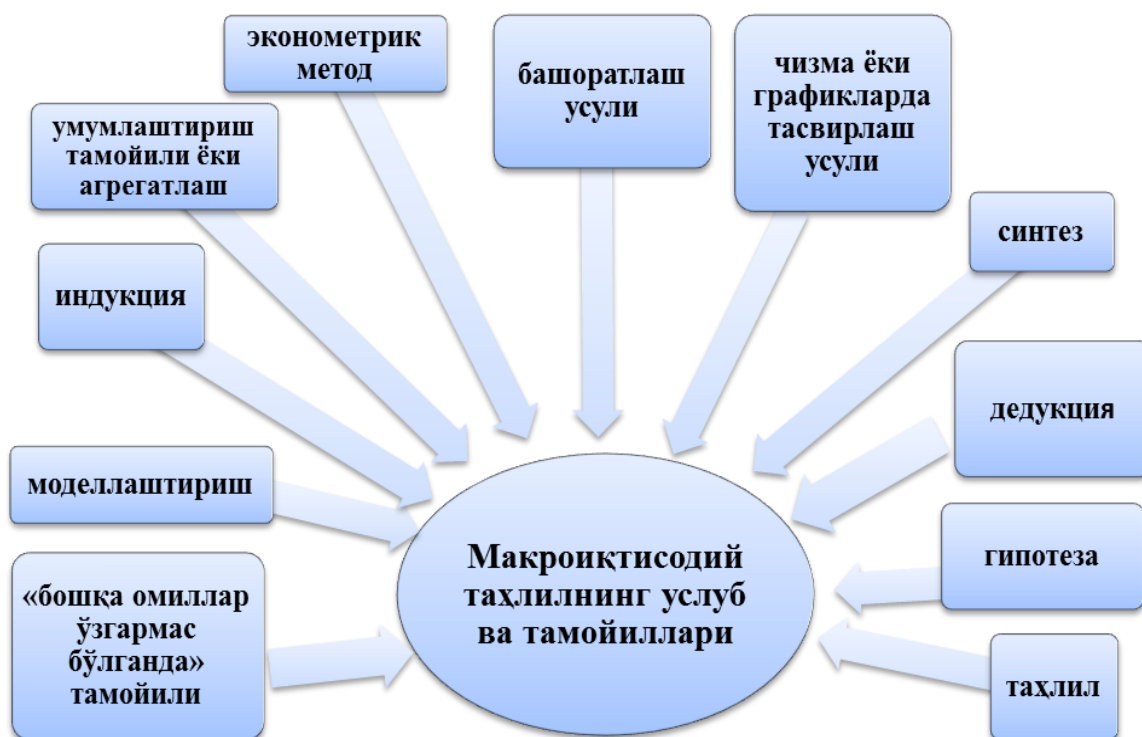 эконометрик
метод
башоратлаш
усули
чизма ёки
графикларда
тасвирлаш
усули
умумлаштириш
тамойили ёки
агрегатлаш
синтез
индукция
дедукция
моделлаштириш
гипотеза
«бошқа омиллар
ўзгармас
бўлганда»
тамойили
таҳлил
Макроиқтисодий
таҳлилнинг услуб
ва тамойиллари